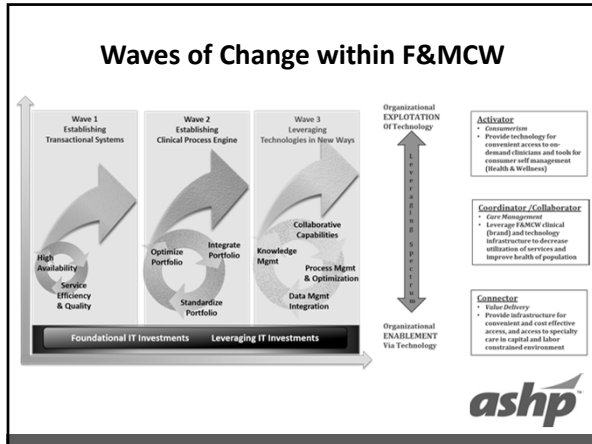 Waves of Change within F&MCW
Wave 1
Establishing
Transactional Systems
High
Availability
Service
Efficiency
& Quality
Wave 2
Establishing
Clinical Process Engine
Optimize
Portfolio
Integrate
Portfolio
Standardize
Portfolio
Wave 3
Leveraging
Technologies in New Ways
Collaborative
Capabilities
Knowledge
Mgmt
Process Mgmt
& Optimization
Data Mgmt
Integration
Foundational IT Investments Leveraging IT Investments
Organizational
EXPLOTATION
Of Technology
Leveraging Spectrum
Organizational
ENABLEMENT
Via Technology
Activator
• Consumerism
• Provide technology for
convenient access to on-
demand clinicians and tools for
consumer self management
(Health & Wellness)
Coordinator/Collaborator
• Care Management
• Leverage F&MCW clinical
(brand) and technology
infrastructure to decrease
utilization of services and
improve health of population
Connector
• Value Delivery
• Provide infrastructure for
convenient and cost effective
access, and access to specialty
care in capital and labor
constrained environment
ashp